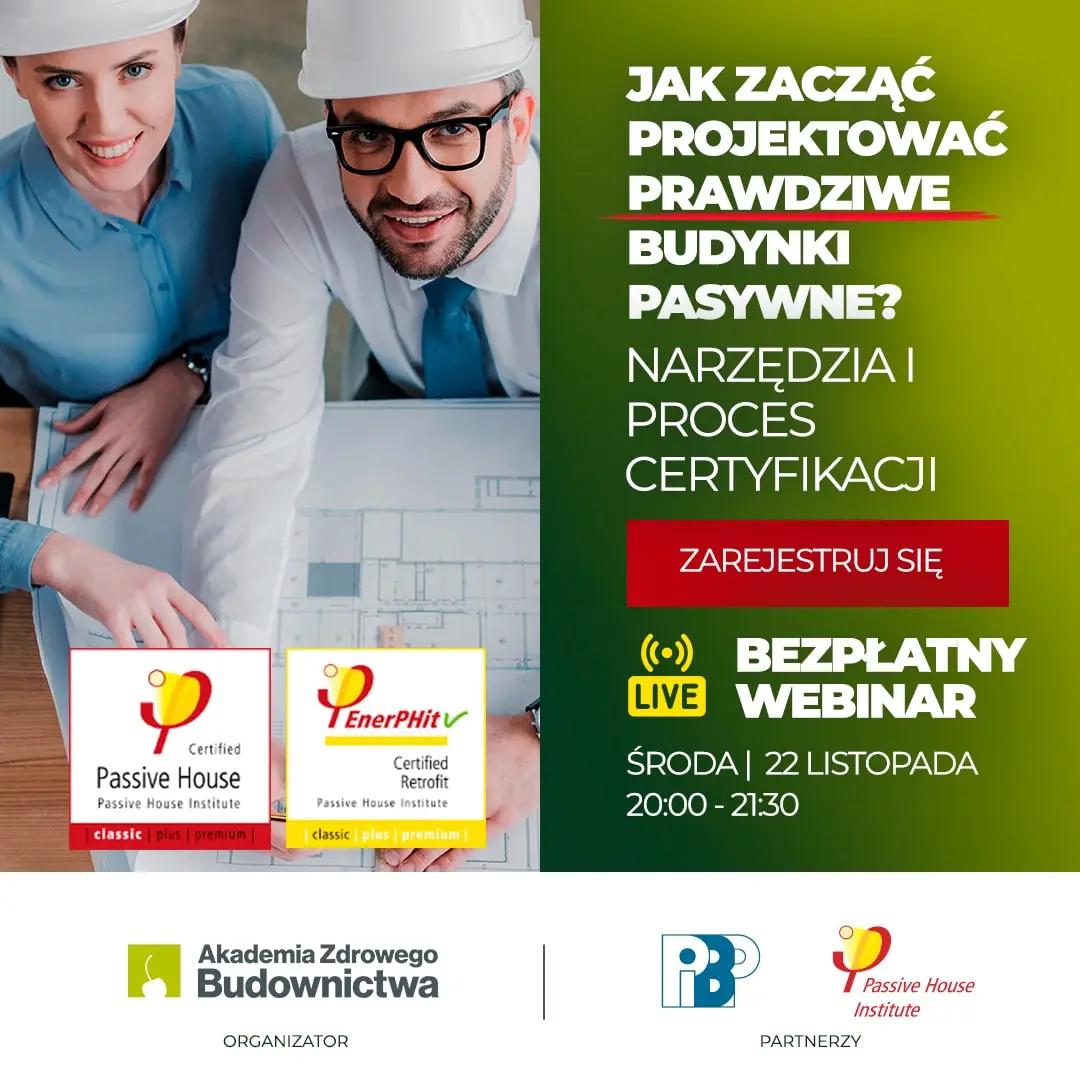 JAK ZACZĄĆ
PROJEKTOWAĆ
PRAWDZIWE
BUDYNKI
PASYWNE?
NARZĘDZIA I
PROCES
CERTYFIKACJI
ZAREJESTRUJ SIĘ
LIVE
BEZPŁATNY
WEBINAR
ŚRODA | 22 LISTOPADA
20:00 - 21:30
Certified
Passive House
Passive House Institute
| classic | plus | premium |
EnerPHit
Certified
Retrofit
Passive House Institute
| classic | plus | premium |
Akademia Zdrowego
Budownictwa
ORGANIZATOR
PIBP
Passive House
Institute
PARTNERZY